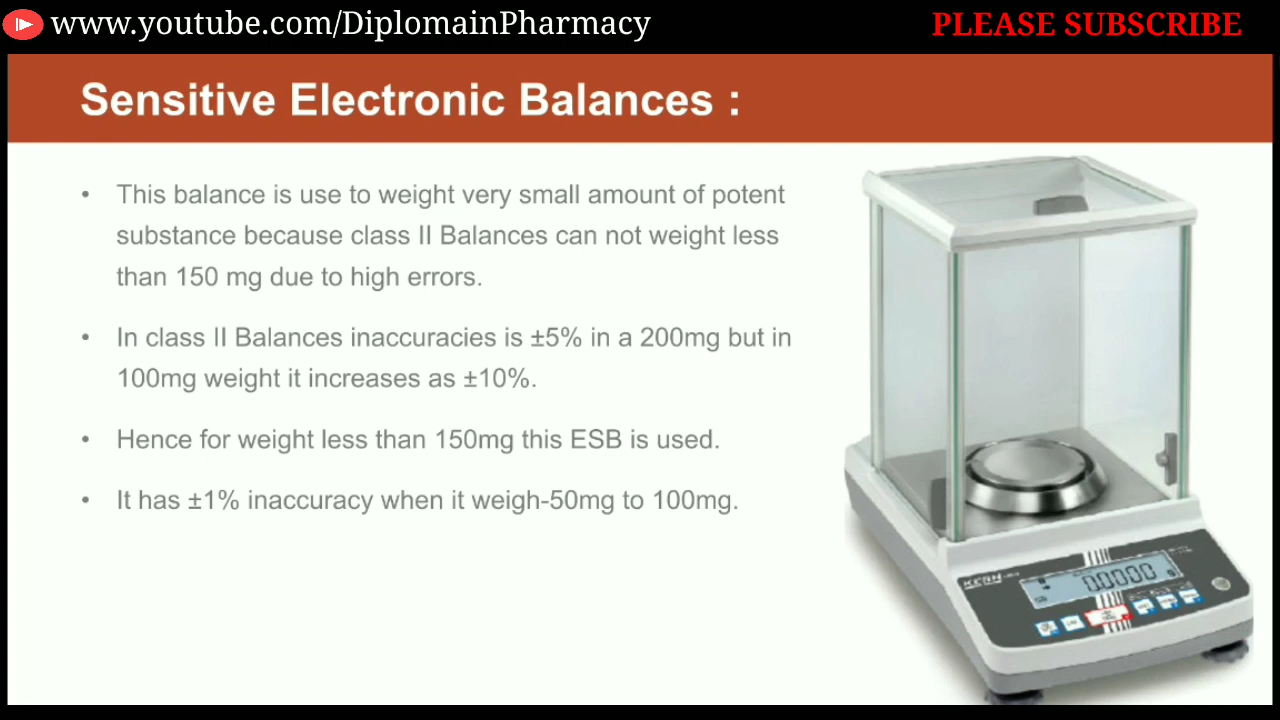 www.youtube.com/DiplomainPharmacy
PLEASE SUBSCRIBE
Sensitive Electronic Balances :
• This balance is use to weight very small amount of potent
substance because class II Balances can not weight less
than 150 mg due to high errors.
• In class II Balances inaccuracies is ±5% in a 200mg but in
100mg weight it increases as ±10%.
• Hence for weight less than 150mg this ESB is used.
• It has ±1% inaccuracy when it weigh-50mg to 100mg.
KERN
0.0000